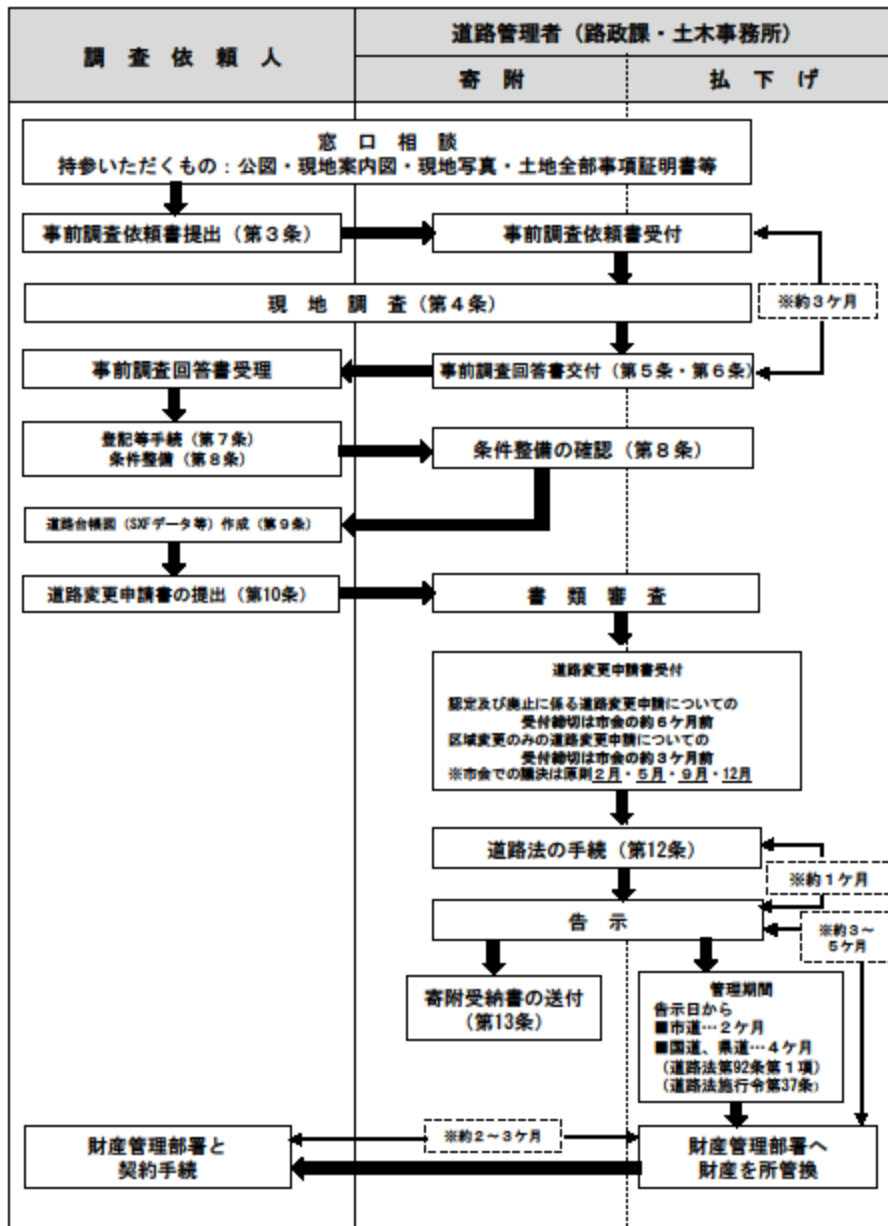 調査依頼人
道路管理者（路政課・土木事務所）
寄附
払下げ
窓口相談
持参いただくもの：公図・現地案内図・現地写真・土地全部事項証明書等
事前調査依頼書提出（第３条）
事前調査依頼書受付
※約３ケ月
現地調査（第４条）
事前調査回答書受理
事前調査回答書交付（第５条・第６条）
登記等手続（第７条）
条件整備（第８条）
条件整備の確認（第８条）
道路台帳図（SXFデータ等）作成（第９条）
道路変更申請書の提出（第10条）
書類審査
道路変更申請書受付
認定及び廃止に係る道路変更申請についての
受付締切は市会の約６ケ月前
区域変更のみの道路変更申請についての
受付締切は市会の約３ケ月前
※市会での議決は原則２月・５月・９月・12月
道路法の手続（第12条）
※約１ケ月
告示
※約３～
５ケ月
寄附受納書の送付
（第13条）
管理期間
告示日から
■市道…２ケ月
■国道、県道…４ケ月
（道路法第92条第１項）
（道路法施行令第37条）
※約２～３ケ月
財産管理部署と
契約手続
財産管理部署へ
財産を所管換